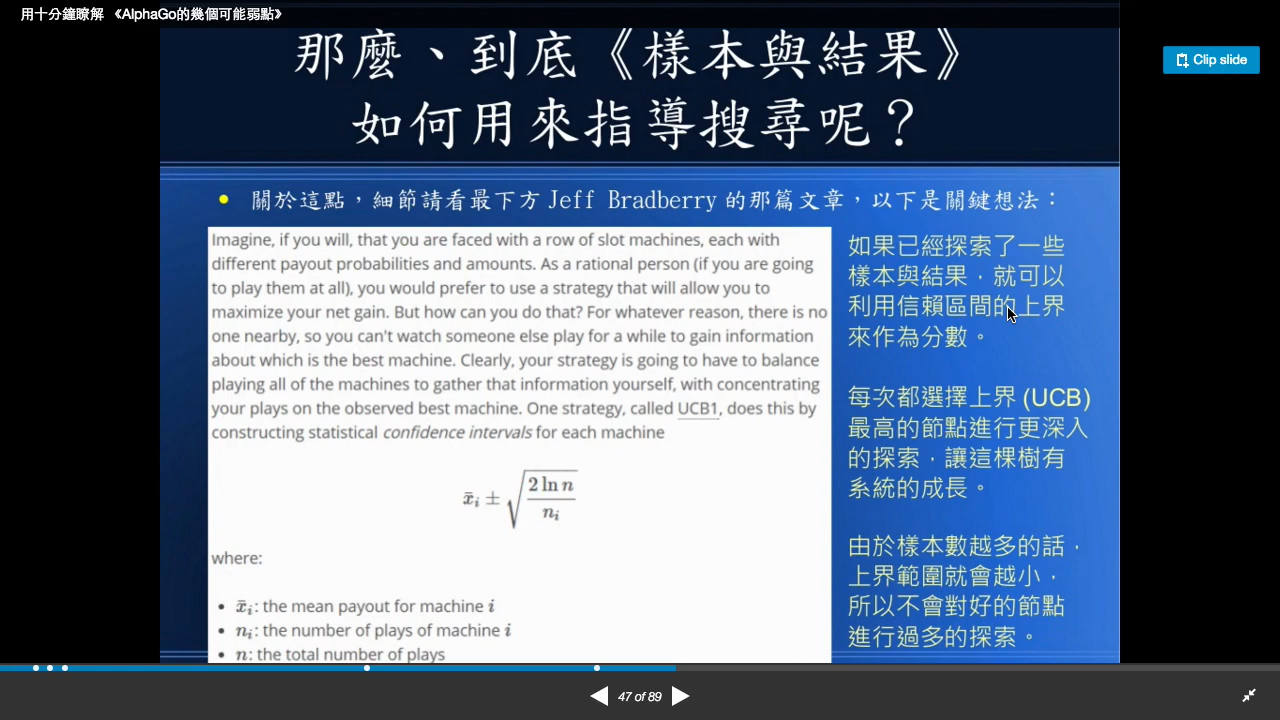 用十分鐘瞭解 《AlphaGo的幾個可能弱點》
Clip slide
那麼、到底《樣本與結果》
如何用來指導搜尋呢？
• 關於這點，細節請看最下方 Jeff Bradberry 的那篇文章，以下是關鍵想法：
Imagine, if you will, that you are faced with a row of slot machines, each with
different payout probabilities and amounts. As a rational person (if you are going
to play them at all), you would prefer to use a strategy that will allow you to
maximize your net gain. But how can you do that? For whatever reason, there is no
one nearby, so you can't watch someone else play for a while to gain information
about which is the best machine. Clearly, your strategy is going to have to balance
playing all of the machines to gather that information yourself, with concentrating
your plays on the observed best machine. One strategy, called UCB1, does this by
constructing statistical confidence intervals for each machine
x̄ᵢ ± √(2 ln n / nᵢ)
where:
• x̄ᵢ: the mean payout for machine i
• nᵢ: the number of plays of machine i
• n: the total number of plays
如果已經探索了一些
樣本與結果，就可以
利用信賴區間的上界
來作為分數。
每次都選擇上界 (UCB)
最高的節點進行更深入
的探索，讓這棵樹有
系統的成長。
由於樣本數越多的話，
上界範圍就會越小，
所以不會對好的節點
進行過多的探索。
47 of 89